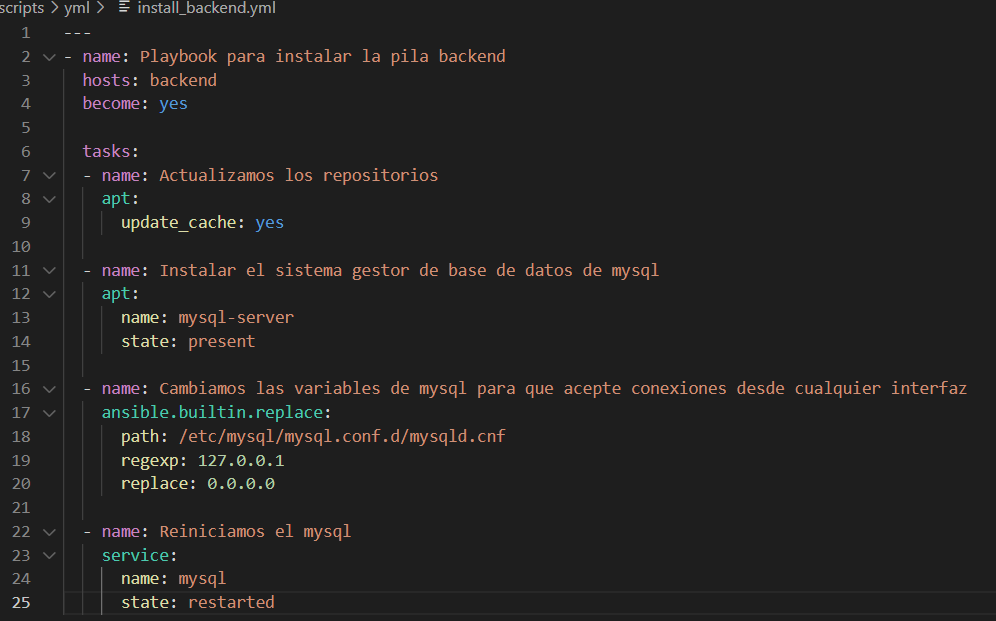 scripts > yml > install_backend.yml
1 ---
2 - name: Playbook para instalar la pila backend
3 hosts: backend
4 become: yes
5
6 tasks:
7 - name: Actualizamos los repositorios
8 apt:
9 update_cache: yes
10
11 - name: Instalar el sistema gestor de base de datos de mysql
12 apt:
13 name: mysql-server
14 state: present
15
16 - name: Cambiamos las variables de mysql para que acepte conexiones desde cualquier interfaz
17 ansible.builtin.replace:
18 path: /etc/mysql/mysql.conf.d/mysqld.cnf
19 regexp: 127.0.0.1
20 replace: 0.0.0.0
21
22 - name: Reiniciamos el mysql
23 service:
24 name: mysql
25 state: restarted